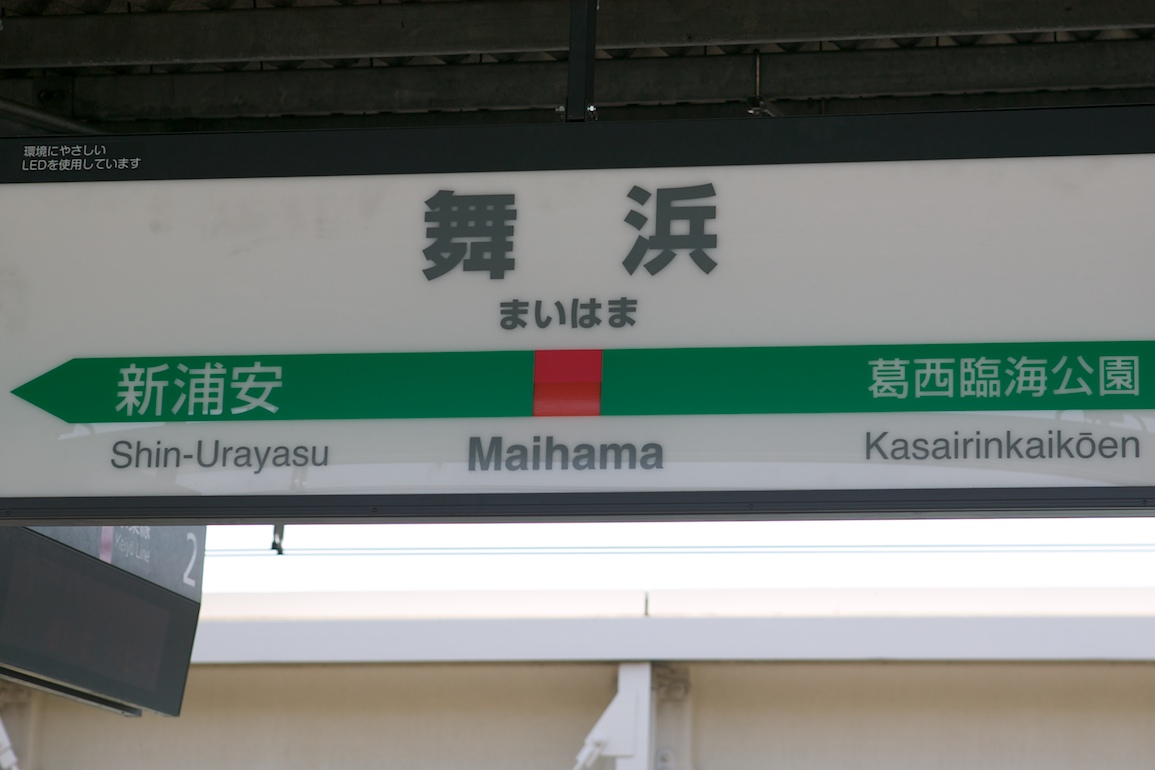 環境にやさしい
LEDを使用しています
舞 浜
まいはま
新浦安
葛西臨海公園
Shin-Urayasu
Maihama
Kasairinkaikōen
Keiyō Line
2